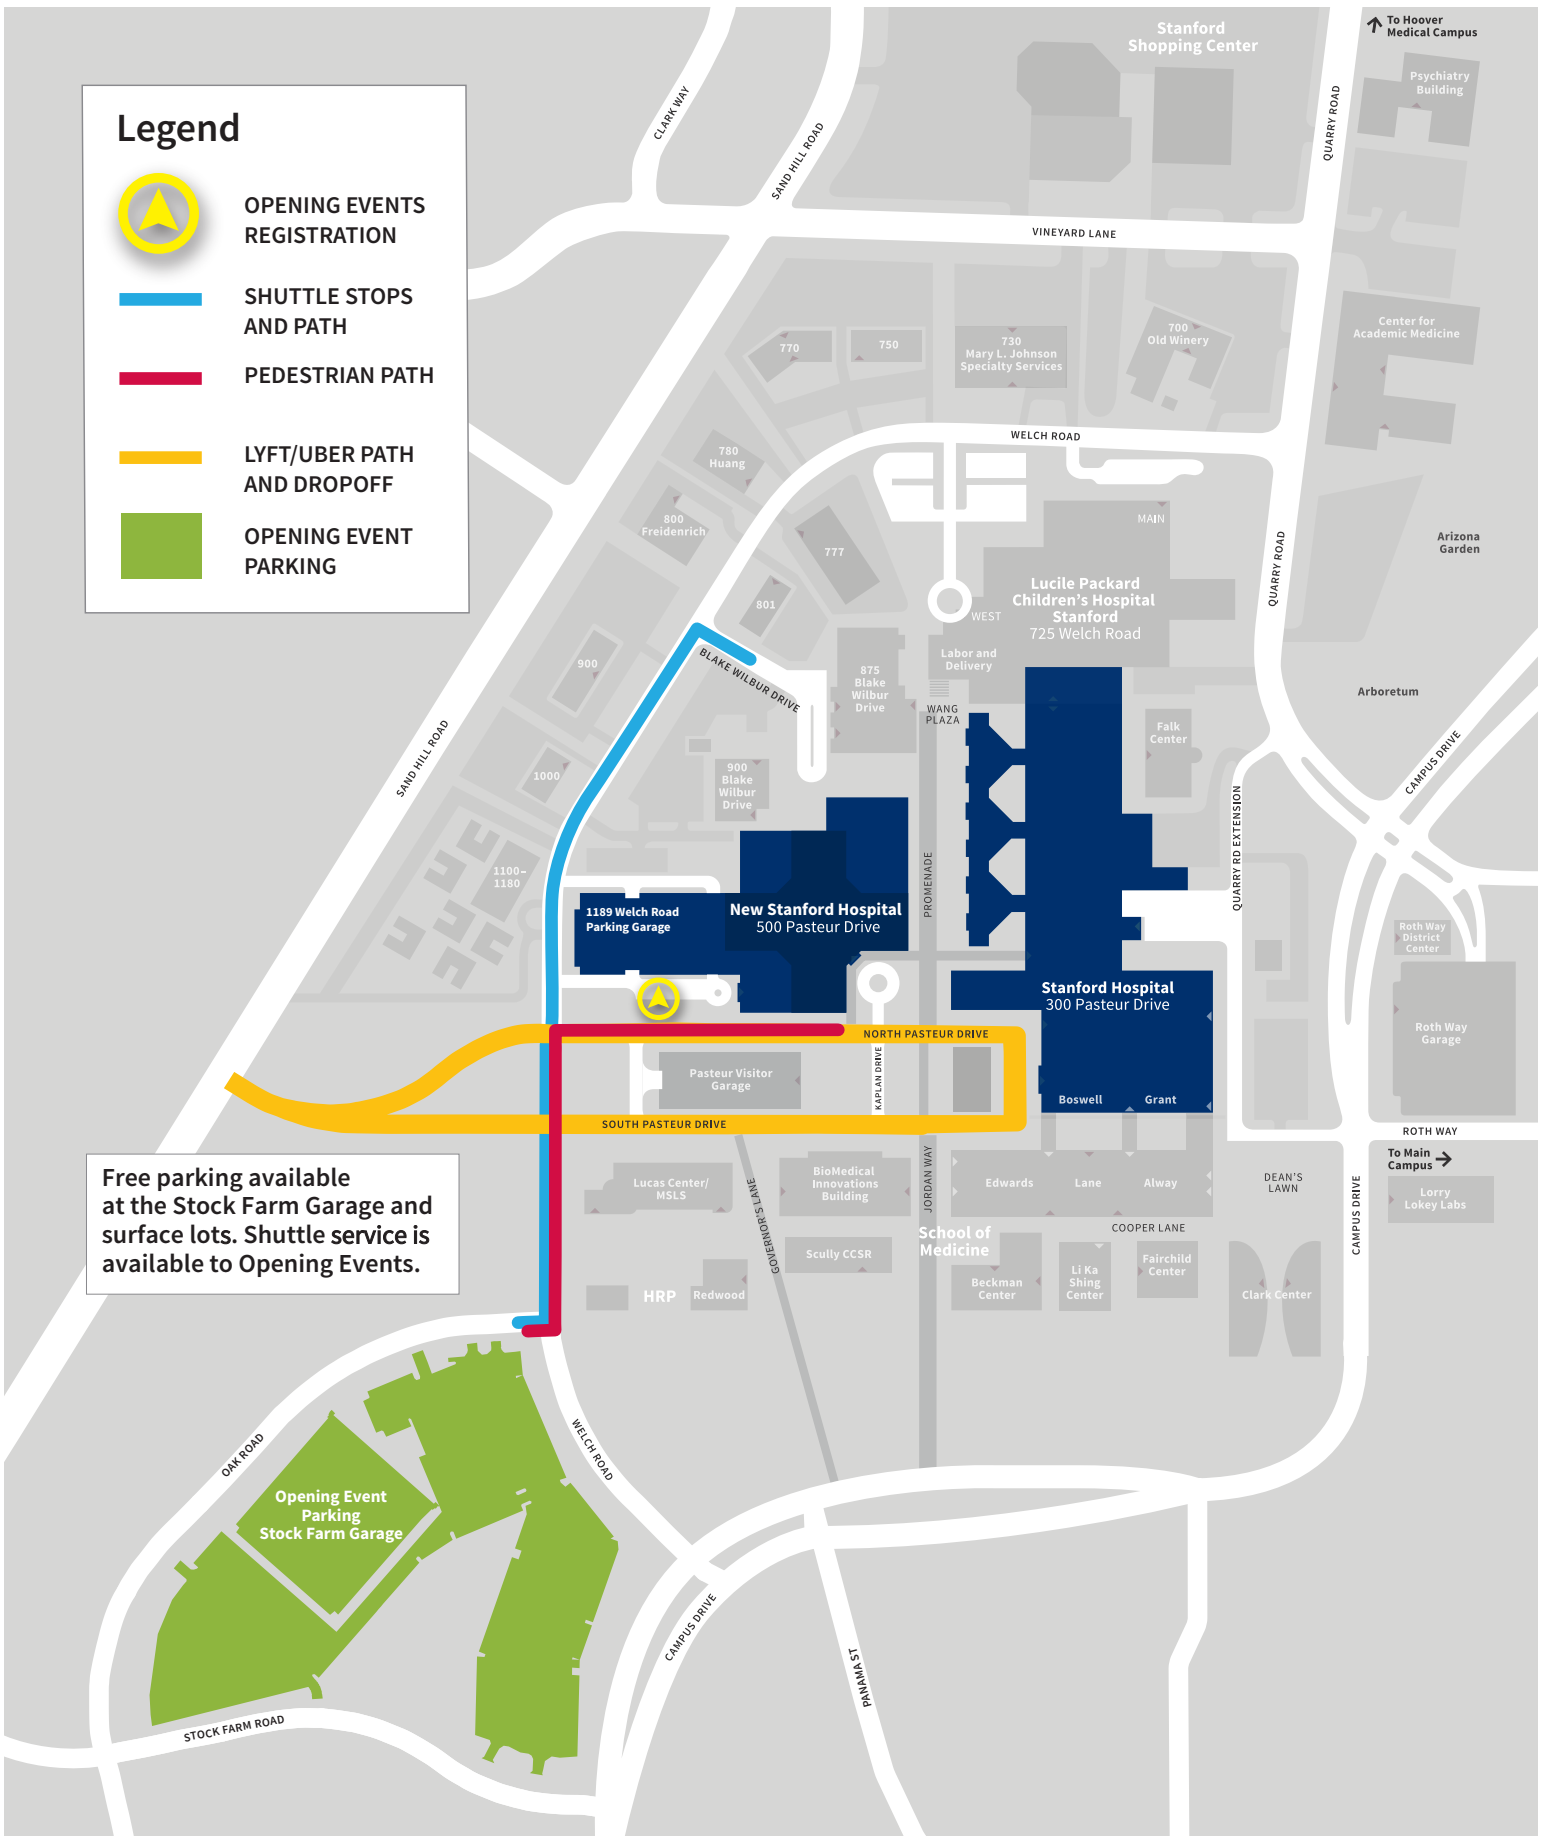 To Hoover
Medical Campus
Stanford
Shopping Center
Psychiatry
Building
Legend
OPENING EVENTS
REGISTRATION
SHUTTLE STOPS
AND PATH
PEDESTRIAN PATH
LYFT/UBER PATH
AND DROPOFF
OPENING EVENT
PARKING
CLARK WAY
SAND HILL ROAD
QUARRY ROAD
VINEYARD LANE
770
750
730
Mary L. Johnson
Specialty Services
700
Old Winery
Center for
Academic Medicine
WELCH ROAD
780
Huang
800
Freidenrich
777
MAIN
Arizona
Garden
QUARRY ROAD
801
Lucile Packard
Children's Hospital
Stanford
725 Welch Road
WEST
Labor and
Delivery
900
BLAKE WILBUR DRIVE
875
Blake
Wilbur
Drive
WANG
PLAZA
Arboretum
Falk
Center
SAND HILL ROAD
CAMPUS DRIVE
1000
900
Blake
Wilbur
Drive
QUARRY RD EXTENSION
1100–
1180
PROMENADE
1189 Welch Road
Parking Garage
New Stanford Hospital
500 Pasteur Drive
Roth Way
District
Center
Stanford Hospital
300 Pasteur Drive
Roth Way
Garage
NORTH PASTEUR DRIVE
Pasteur Visitor
Garage
KAPLAN DRIVE
Boswell
Grant
SOUTH PASTEUR DRIVE
ROTH WAY
To Main
Campus
Free parking available
at the Stock Farm Garage and
surface lots. Shuttle service is
available to Opening Events.
Lucas Center/
MSLS
GOVERNOR'S LANE
BioMedical
Innovations
Building
JORDAN WAY
Edwards
Lane
Alway
DEAN'S
LAWN
CAMPUS DRIVE
Lorry
Lokey Labs
COOPER LANE
School of
Medicine
Scully CCSR
HRP
Redwood
Beckman
Center
Li Ka
Shing
Center
Fairchild
Center
Clark Center
OAK ROAD
WELCH ROAD
Opening Event
Parking
Stock Farm Garage
CAMPUS DRIVE
PANAMA ST
STOCK FARM ROAD